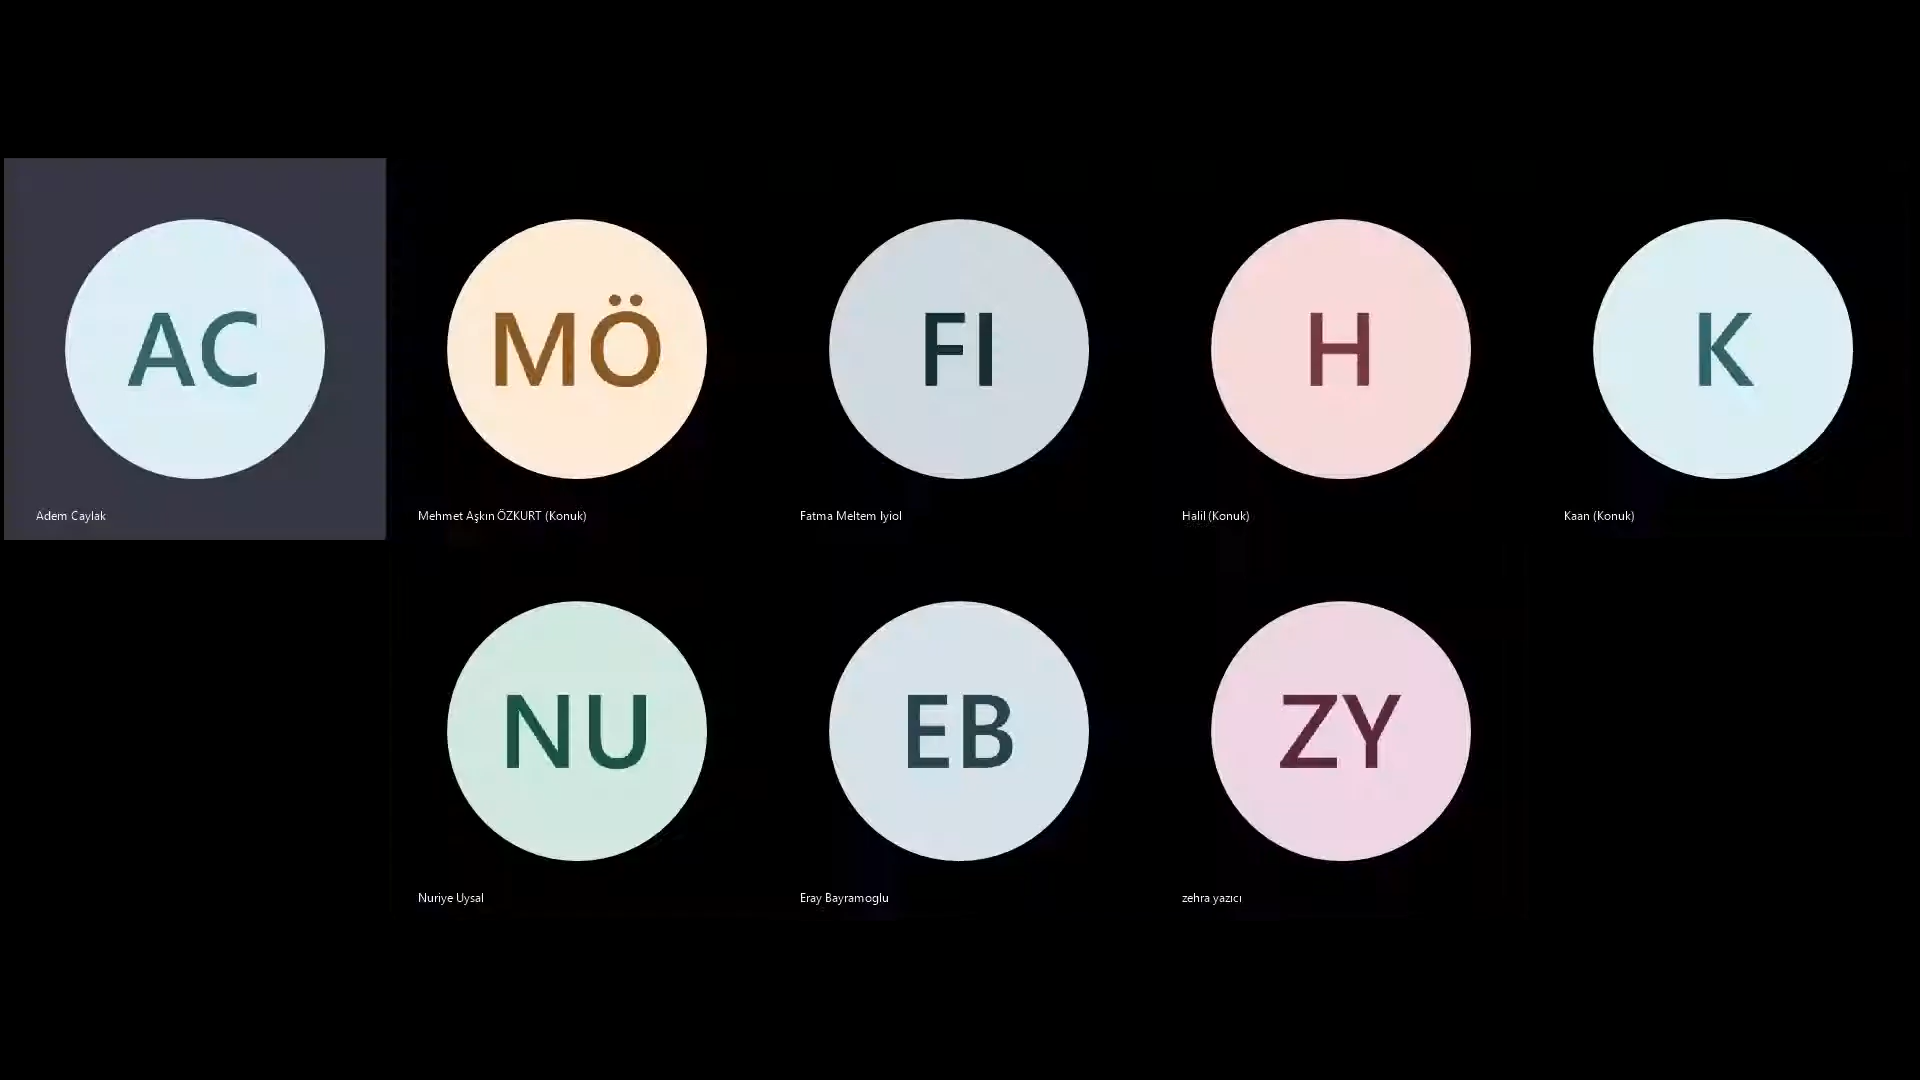 AC
MÖ
FI
H
K
Adem Caylak
Mehmet Aşkın ÖZKURT (Konuk)
Fatma Meltem Iyiol
Halil (Konuk)
Kaan (Konuk)
NU
EB
ZY
Nuriye Uysal
Eray Bayramoglu
zehra yazıcı